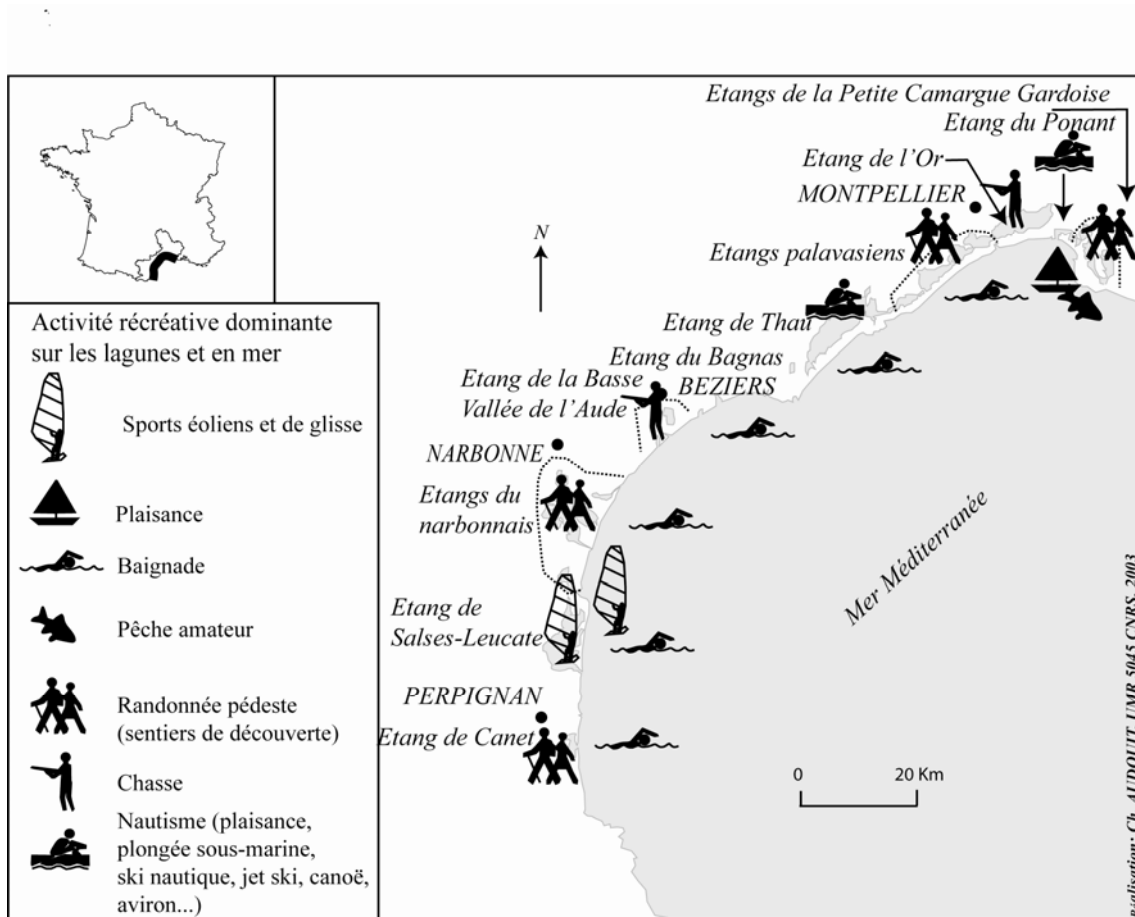 Etangs de la Petite Camargue Gardoise
Etang du Ponant
Etang de l'Or
MONTPELLIER
N
Etangs palavasiens
Etang de Thau
Etang du Bagnas
BEZIERS
Etang de la Basse
Vallée de l'Aude
NARBONNE
Etangs du
narbonnais
Etang de
Salses-Leucate
PERPIGNAN
Etang de Canet
Mer Méditerranée
0 20 Km
Activité récréative dominante
sur les lagunes et en mer
Sports éoliens et de glisse
Plaisance
Baignade
Pêche amateur
Randonnée pédeste
(sentiers de découverte)
Chasse
Nautisme (plaisance,
plongée sous-marine,
ski nautique, jet ski, canoë,
aviron...)
Ch. AUDOUIT, UMR 5045 CNRS, 2003